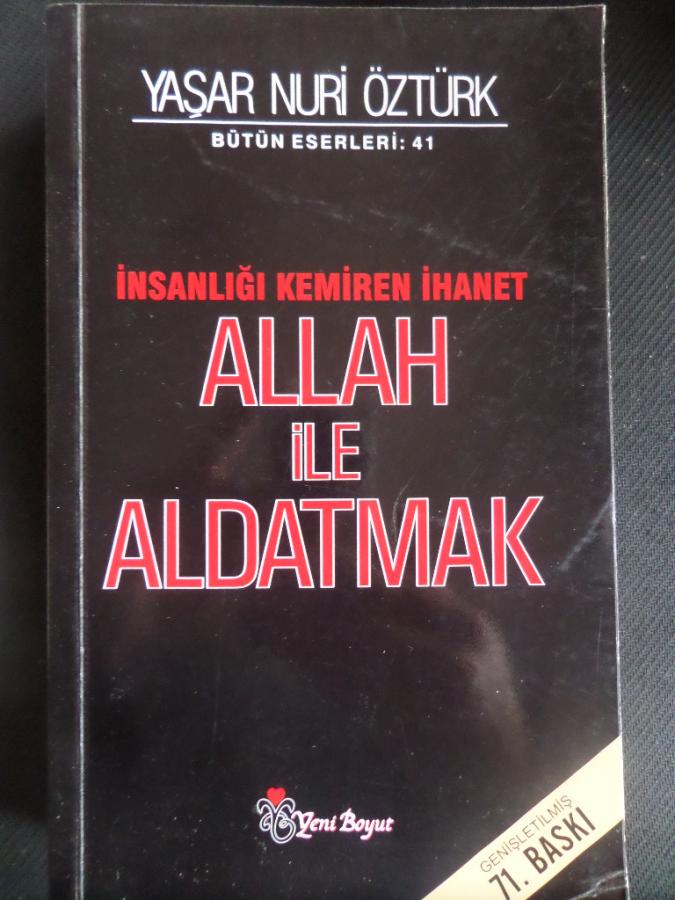 YAŞAR NURİ ÖZTÜRK
BÜTÜN ESERLERİ: 41
İNSANLIĞI KEMİREN İHANET
ALLAH
İLE
ALDATMAK
Yeni Boyut
GENİŞLETİLMİŞ
71. BASKI